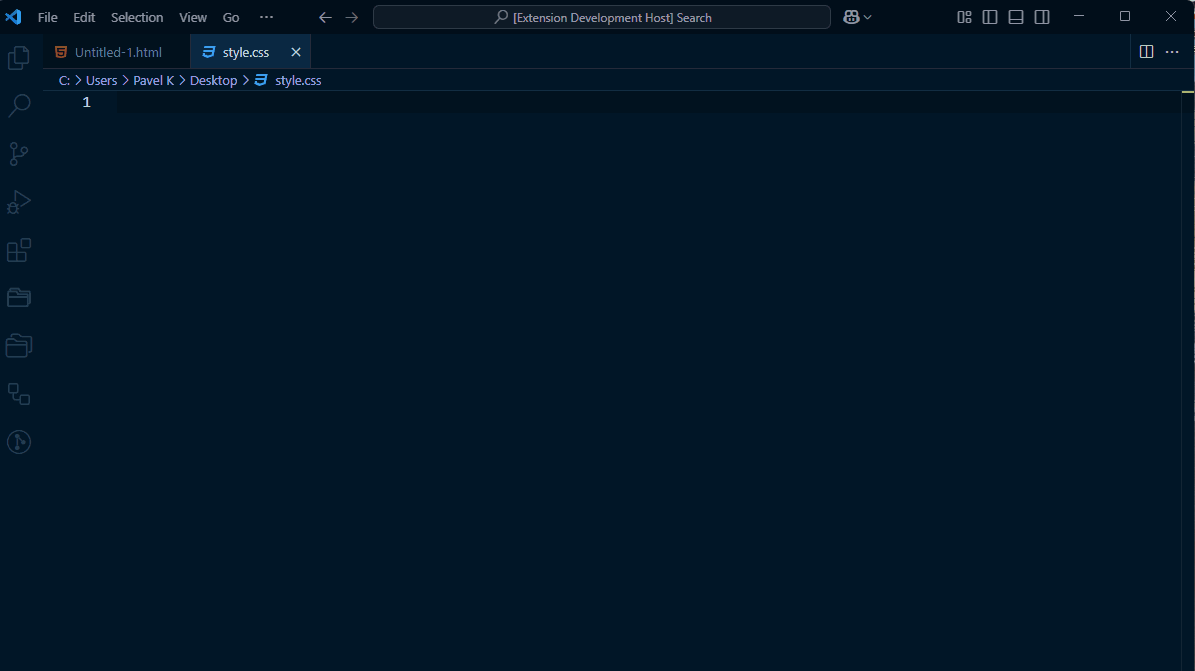 File Edit Selection View Go ··· [Extension Development Host] Search
Untitled-1.html style.css
C: > Users > Pavel K > Desktop > style.css
1